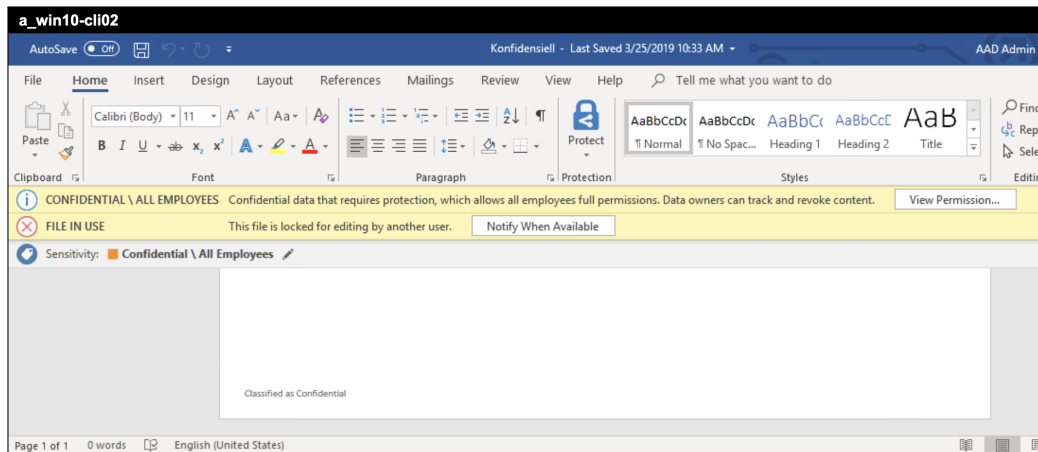 a_win10-cli02
AutoSave Off Konfidensiell - Last Saved 3/25/2019 10:33 AM AAD Admin
File Home Insert Design Layout References Mailings Review View Help Tell me what you want to do
Calibri (Body) 11 A^ A˅ Aa A
Paste B I U ab x₂ x² A A
Protect
AaBbCcDc AaBbCcDc AaBbCc AaBbCcD AaB
¶ Normal ¶ No Spac... Heading 1 Heading 2 Title
Find
Rep
Sele
Clipboard Font Paragraph Protection Styles Editin
CONFIDENTIAL \ ALL EMPLOYEES Confidential data that requires protection, which allows all employees full permissions. Data owners can track and revoke content. View Permission...
FILE IN USE This file is locked for editing by another user. Notify When Available
Sensitivity: Confidential \ All Employees
Classified as Confidential
Page 1 of 1 0 words English (United States)